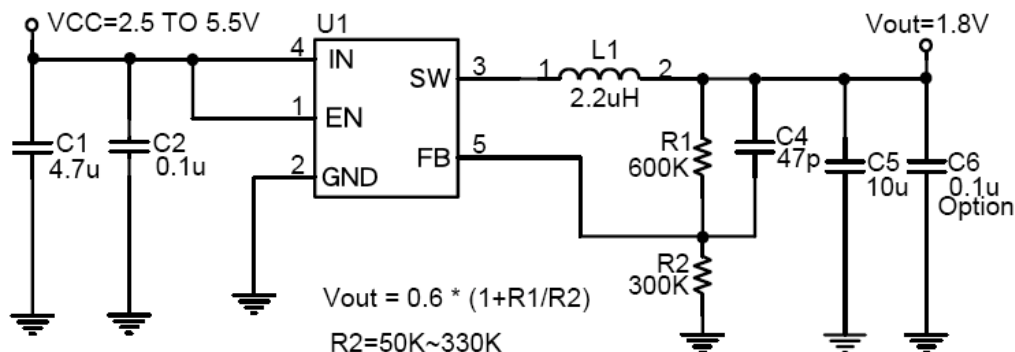 VCC=2.5 TO 5.5V
U1
Vout=1.8V
4
IN
3
SW
1
L1
2
2.2uH
1
EN
C1
4.7u
C2
0.1u
2
GND
5
FB
R1
600K
C4
47p
C5
10u
C6
0.1u
Option
R2
300K
Vout = 0.6 * (1+R1/R2)
R2=50K~330K